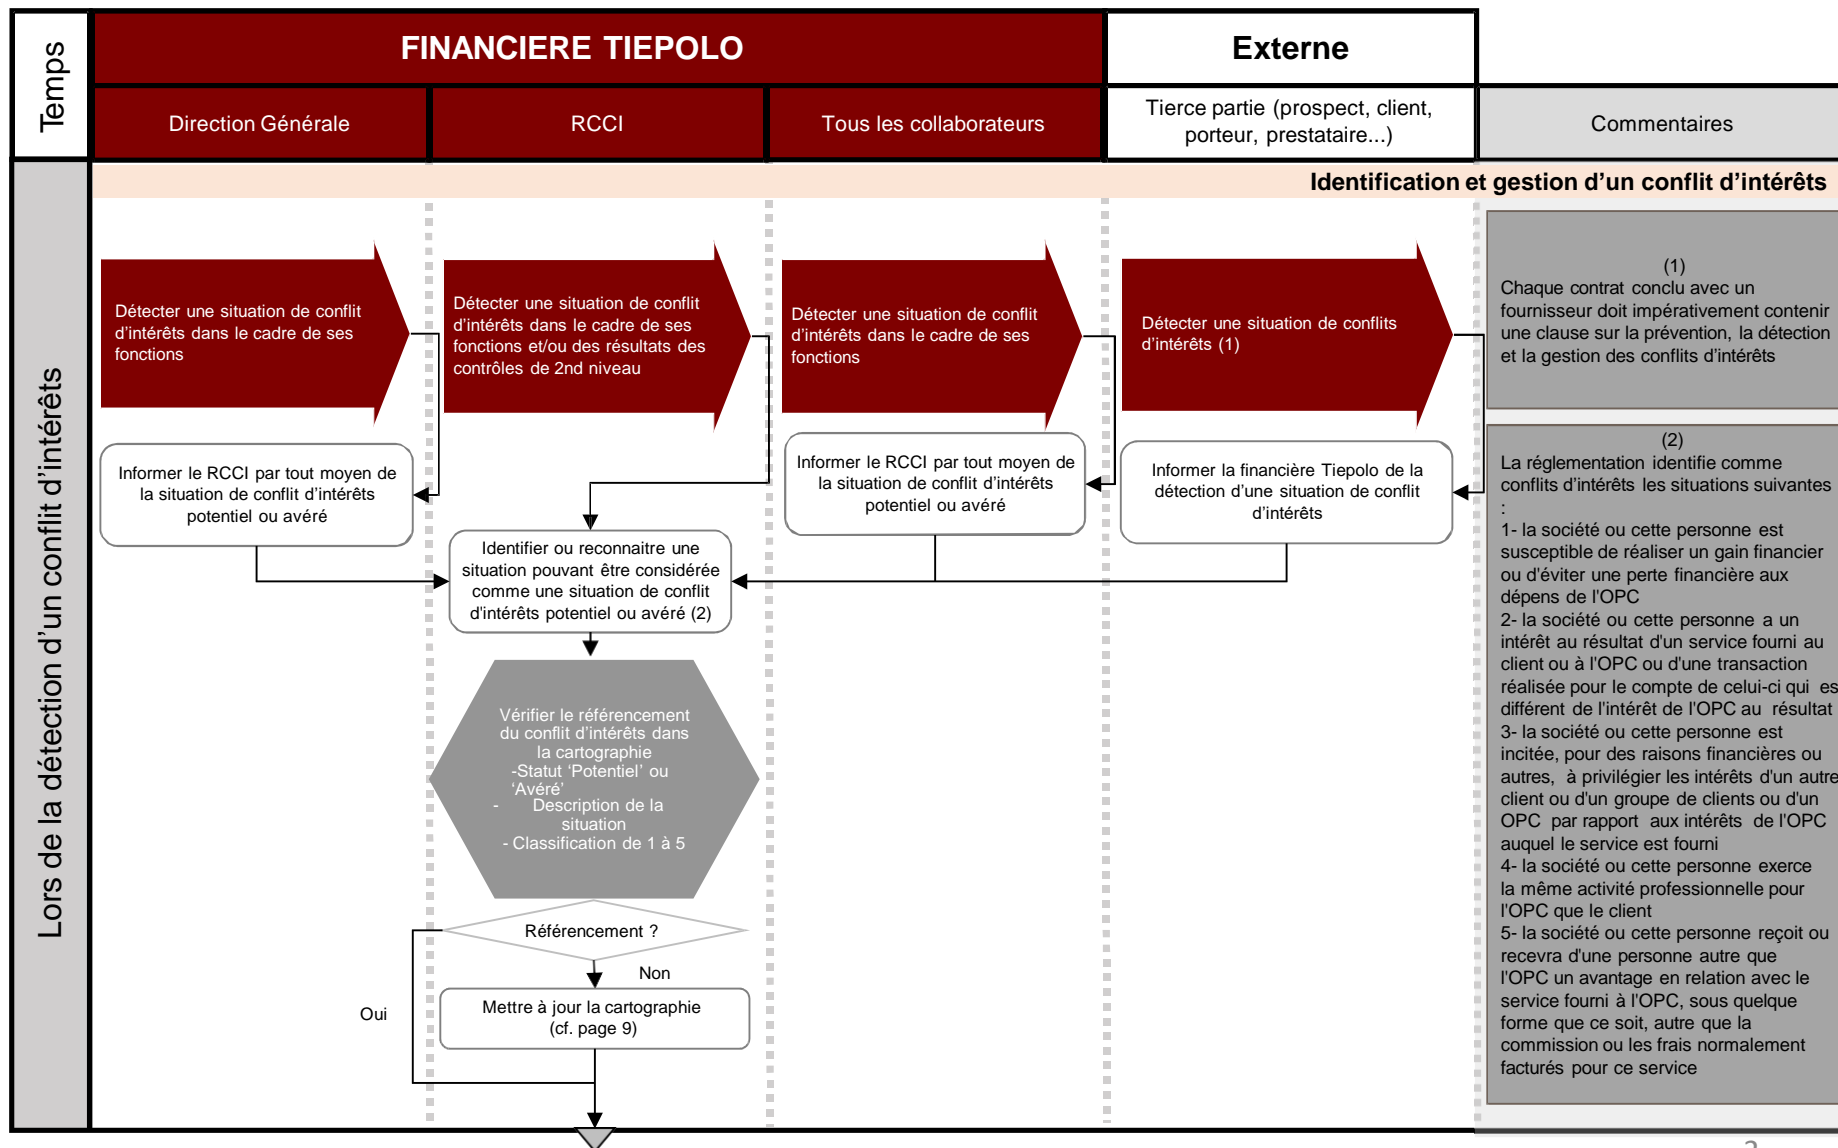 Temps
FINANCIERE TIEPOLO
Externe
Direction Générale
RCCI
Tous les collaborateurs
Tierce partie (prospect, client,
porteur, prestataire...)
Commentaires
Lors de la détection d’un conflit d’intérêts
Identification et gestion d’un conflit d’intérêts
Détecter une situation de conflit
d’intérêts dans le cadre de ses
fonctions
Détecter une situation de conflit
d’intérêts dans le cadre de ses
fonctions et/ou des résultats des
contrôles de 2nd niveau
Détecter une situation de conflit
d’intérêts dans le cadre de ses
fonctions
Détecter une situation de conflits
d’intérêts (1)
Informer le RCCI par tout moyen de
la situation de conflit d’intérêts
potentiel ou avéré
Informer le RCCI par tout moyen de
la situation de conflit d’intérêts
potentiel ou avéré
Informer la financière Tiepolo de la
détection d’une situation de conflit
d’intérêts
Identifier ou reconnaitre une
situation pouvant être considérée
comme une situation de conflit
d'intérêts potentiel ou avéré (2)
Vérifier le référencement
du conflit d’intérêts dans
la cartographie
-Statut ‘Potentiel’ ou
‘Avéré’
- Description de la
situation
- Classification de 1 à 5
Référencement ?
Non
Oui
Mettre à jour la cartographie
(cf. page 9)
(1)
Chaque contrat conclu avec un
fournisseur doit impérativement contenir
une clause sur la prévention, la détection
et la gestion des conflits d’intérêts
(2)
La réglementation identifie comme
conflits d’intérêts les situations suivantes
:
1- la société ou cette personne est
susceptible de réaliser un gain financier
ou d'éviter une perte financière aux
dépens de l'OPC
2- la société ou cette personne a un
intérêt au résultat d'un service fourni au
client ou à l'OPC ou d'une transaction
réalisée pour le compte de celui-ci qui es
différent de l'intérêt de l'OPC au résultat
3- la société ou cette personne est
incitée, pour des raisons financières ou
autres, à privilégier les intérêts d'un autre
client ou d'un groupe de clients ou d'un
OPC par rapport aux intérêts de l'OPC
auquel le service est fourni
4- la société ou cette personne exerce
la même activité professionnelle pour
l'OPC que le client
5- la société ou cette personne reçoit ou
recevra d'une personne autre que
l'OPC un avantage en relation avec le
service fourni à l'OPC, sous quelque
forme que ce soit, autre que la
commission ou les frais normalement
facturés pour ce service